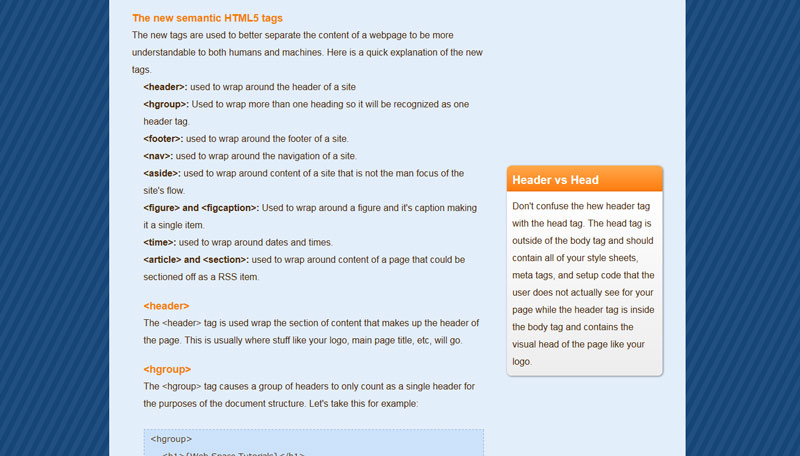 The new semantic HTML5 tags
The new tags are used to better separate the content of a webpage to be more
understandable to both humans and machines. Here is a quick explanation of the new
tags.
<header>: used to wrap around the header of a site
<hgroup>: Used to wrap more than one heading so it will be recognized as one
header tag.
<footer>: used to wrap around the footer of a site.
<nav>: used to wrap around the navigation of a site.
<aside>: used to wrap around content of a site that is not the man focus of the
site's flow.
<figure> and <figcaption>: Used to wrap around a figure and it's caption making
it a single item.
<time>: used to wrap around dates and times.
<article> and <section>: used to wrap around content of a page that could be
sectioned off as a RSS item.
<header>
The <header> tag is used wrap the section of content that makes up the header of
the page. This is usually where stuff like your logo, main page title, etc, will go.
<hgroup>
The <hgroup> tag causes a group of headers to only count as a single header for
the purposes of the document structure. Let's take this for example:
<hgroup>
<h1>{Web Space Tutorials}</h1>
Header vs Head
Don't confuse the hew header tag
with the head tag. The head tag is
outside of the body tag and should
contain all of your style sheets,
meta tags, and setup code that the
user does not actually see for your
page while the header tag is inside
the body tag and contains the
visual head of the page like your
logo.